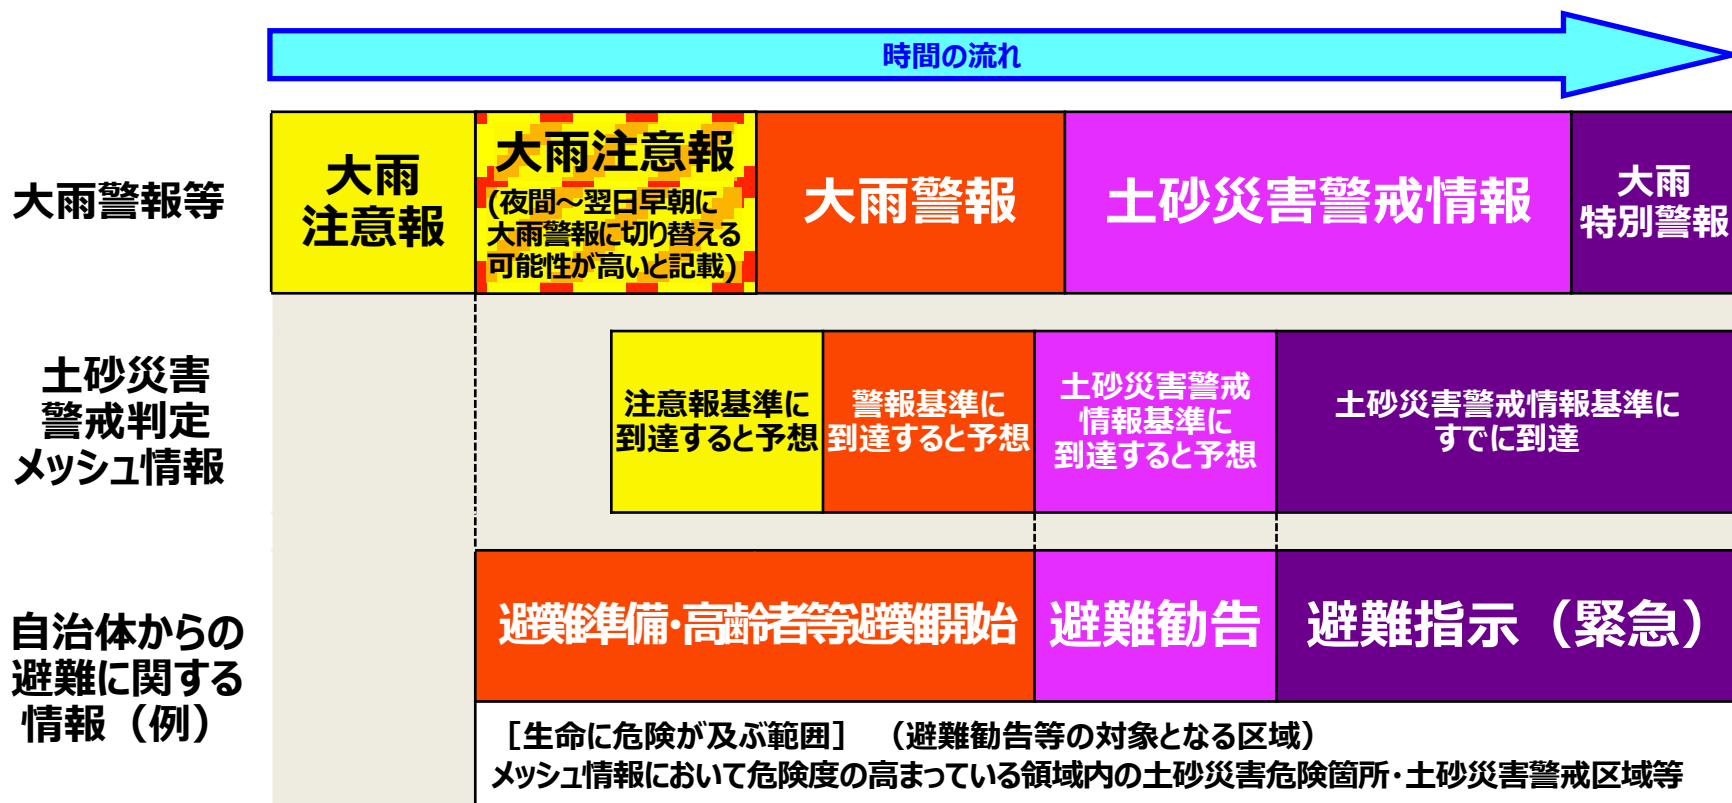 時間の流れ
大雨警報等
大雨
注意報
大雨注意報
(夜間～翌日早朝に
大雨警報に切り替える
可能性が高いと記載)
大雨警報
土砂災害警戒情報
大雨
特別警報
土砂災害
警戒判定
メッシュ情報
注意報基準に
到達すると予想
警報基準に
到達すると予想
土砂災害警戒
情報基準に
到達すると予想
土砂災害警戒情報基準に
すでに到達
自治体からの
避難に関する
情報（例）
避難準備・高齢者等避難開始
避難勧告
避難指示（緊急）
［生命に危険が及ぶ範囲］　（避難勧告等の対象となる区域）
メッシュ情報において危険度の高まっている領域内の土砂災害危険箇所・土砂災害警戒区域等